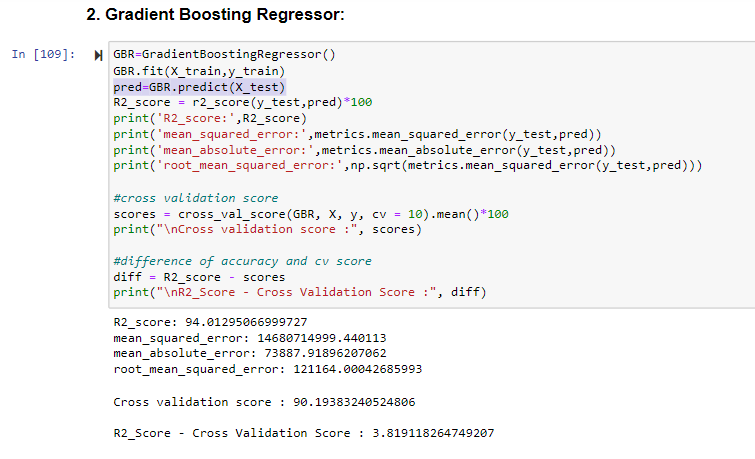 2. Gradient Boosting Regressor:
In [109]:
GBR=GradientBoostingRegressor()
GBR.fit(X_train,y_train)
pred=GBR.predict(X_test)
R2_score = r2_score(y_test,pred)*100
print('R2_score:',R2_score)
print('mean_squared_error:',metrics.mean_squared_error(y_test,pred))
print('mean_absolute_error:',metrics.mean_absolute_error(y_test,pred))
print('root_mean_squared_error:',np.sqrt(metrics.mean_squared_error(y_test,pred)))
#cross validation score
scores = cross_val_score(GBR, X, y, cv = 10).mean()*100
print("\nCross validation score :", scores)
#difference of accuracy and cv score
diff = R2_score - scores
print("\nR2_Score - Cross Validation Score :", diff)
R2_score: 94.01295066999727
mean_squared_error: 14680714999.440113
mean_absolute_error: 73887.91896207062
root_mean_squared_error: 121164.00042685993
Cross validation score : 90.19383240524806
R2_Score - Cross Validation Score : 3.819118264749207